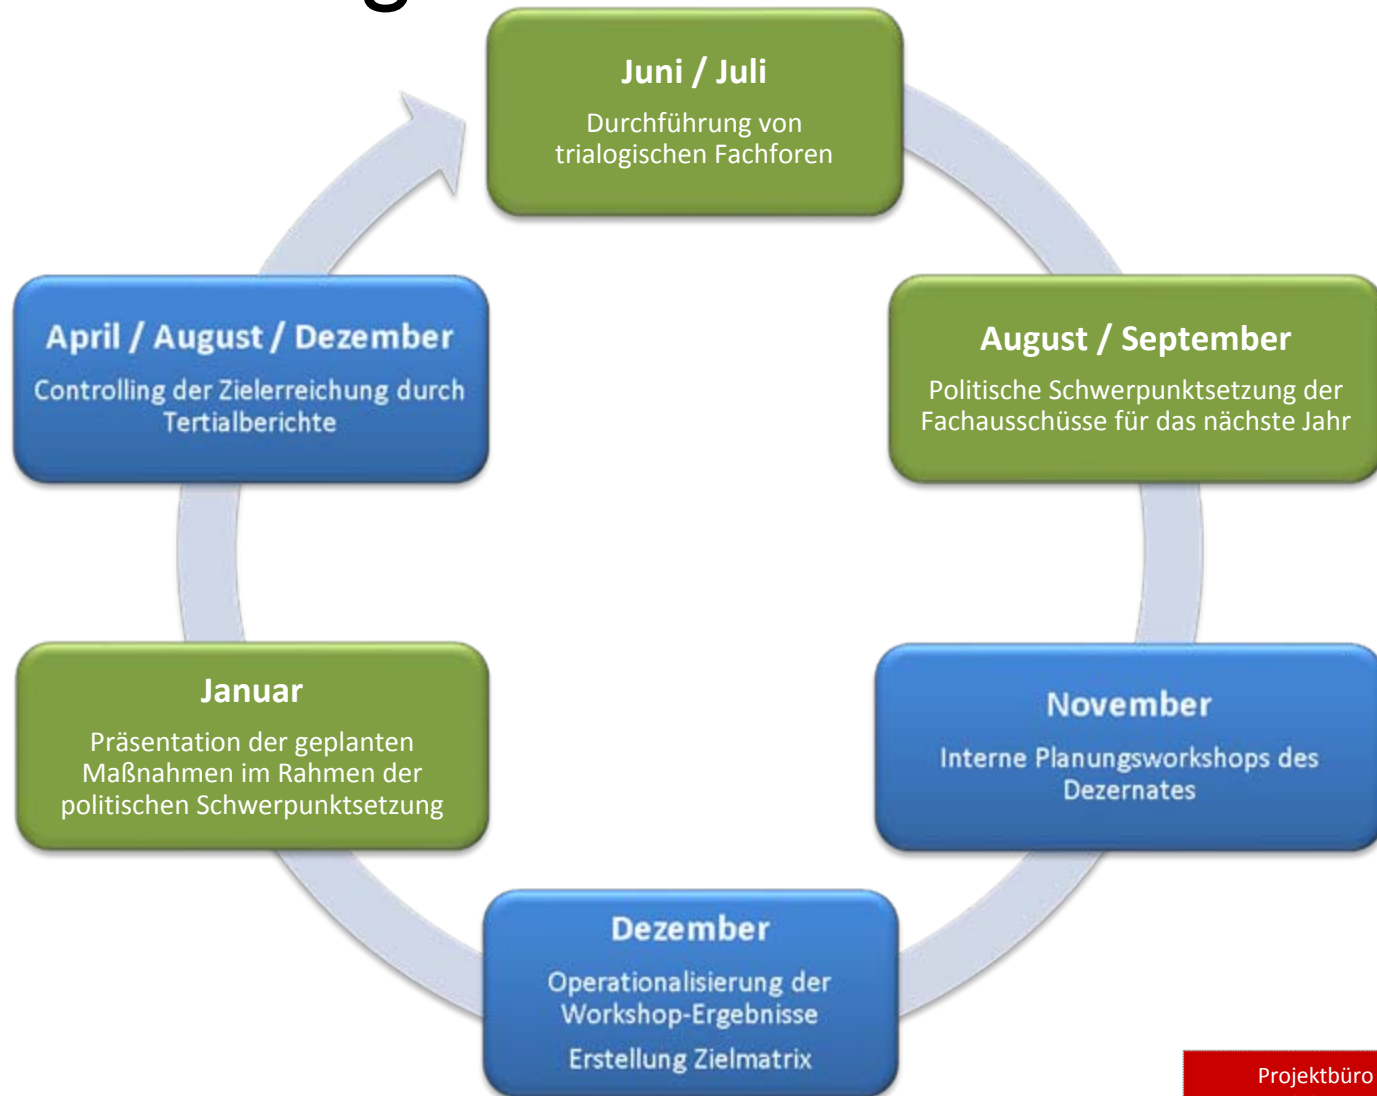 Juni / Juli
Durchführung von
trialogischen Fachforen
August / September
Politische Schwerpunktsetzung der
Fachausschüsse für das nächste Jahr
November
Interne Planungsworkshops des
Dezernates
Dezember
Operationalisierung der
Workshop-Ergebnisse
Erstellung Zielmatrix
Januar
Präsentation der geplanten
Maßnahmen im Rahmen der
politischen Schwerpunktsetzung
April / August / Dezember
Controlling der Zielerreichung durch
Tertialberichte
Projektbüro